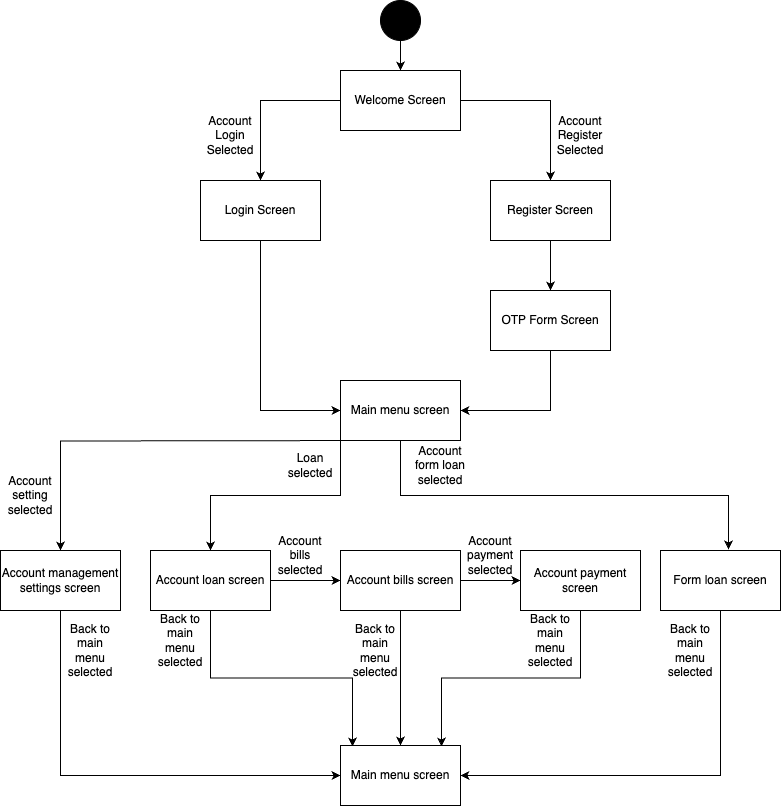 Welcome Screen
Account
Login
Selected
Account
Register
Selected
Login Screen
Register Screen
OTP Form Screen
Main menu screen
Account
setting
selected
Loan
selected
Account
form loan
selected
Account management
settings screen
Account loan screen
Account
bills
selected
Account bills screen
Account
payment
selected
Account payment
screen
Form loan screen
Back to
main
menu
selected
Back to
main
menu
selected
Back to
main
menu
selected
Back to
main
menu
selected
Back to
main
menu
selected
Main menu screen